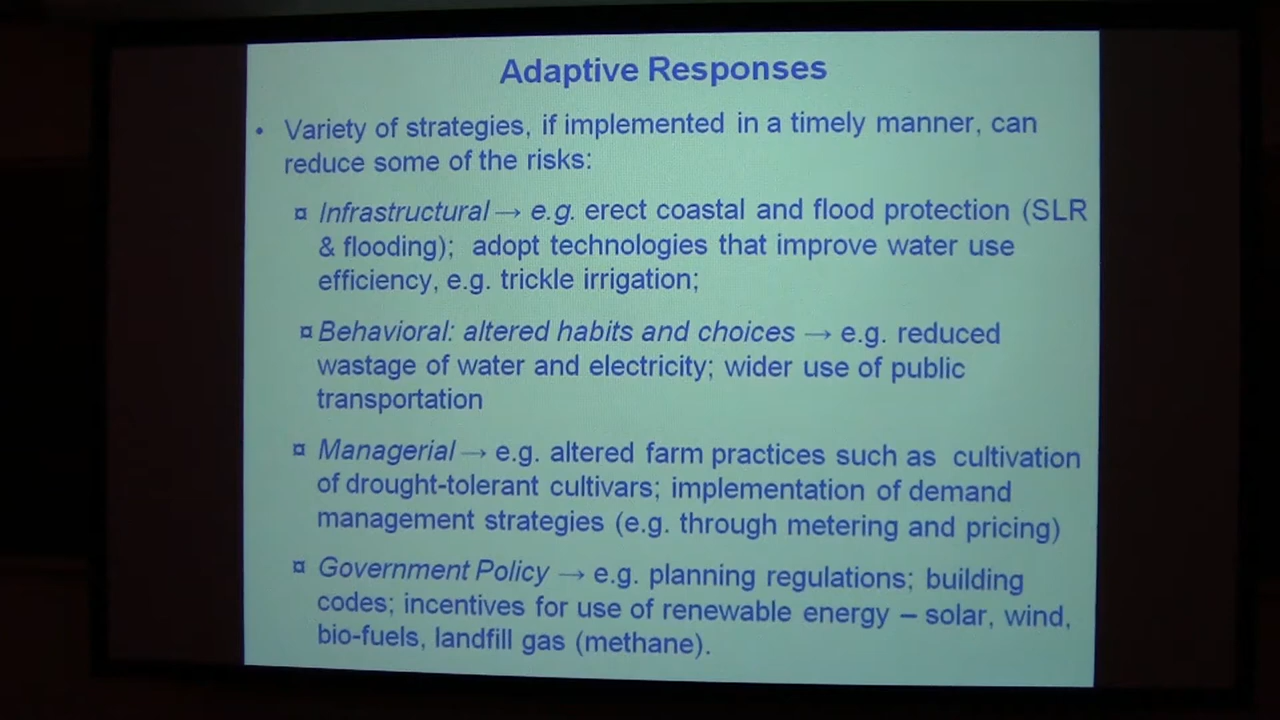 Adaptive Responses
• Variety of strategies, if implemented in a timely manner, can
reduce some of the risks:
¤ Infrastructural → e.g. erect coastal and flood protection (SLR
& flooding); adopt technologies that improve water use
efficiency, e.g. trickle irrigation;
¤ Behavioral: altered habits and choices → e.g. reduced
wastage of water and electricity; wider use of public
transportation
¤ Managerial → e.g. altered farm practices such as cultivation
of drought-tolerant cultivars; implementation of demand
management strategies (e.g. through metering and pricing)
¤ Government Policy → e.g. planning regulations; building
codes; incentives for use of renewable energy – solar, wind,
bio-fuels, landfill gas (methane).